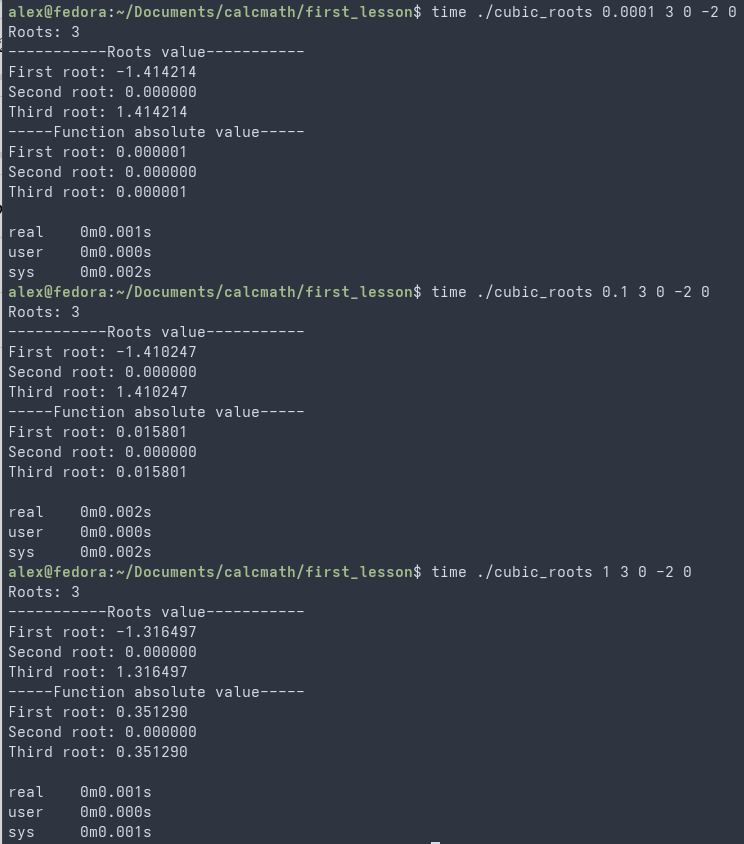 alex@fedora:~/Documents/calcmath/first_lesson$ time ./cubic_roots 0.0001 3 0 -2 0
Roots: 3
-----------Roots value-----------
First root: -1.414214
Second root: 0.000000
Third root: 1.414214
-----Function absolute value-----
First root: 0.000001
Second root: 0.000000
Third root: 0.000001

real    0m0.001s
user    0m0.000s
sys     0m0.002s
alex@fedora:~/Documents/calcmath/first_lesson$ time ./cubic_roots 0.1 3 0 -2 0
Roots: 3
-----------Roots value-----------
First root: -1.410247
Second root: 0.000000
Third root: 1.410247
-----Function absolute value-----
First root: 0.015801
Second root: 0.000000
Third root: 0.015801

real    0m0.002s
user    0m0.000s
sys     0m0.002s
alex@fedora:~/Documents/calcmath/first_lesson$ time ./cubic_roots 1 3 0 -2 0
Roots: 3
-----------Roots value-----------
First root: -1.316497
Second root: 0.000000
Third root: 1.316497
-----Function absolute value-----
First root: 0.351290
Second root: 0.000000
Third root: 0.351290

real    0m0.001s
user    0m0.000s
sys     0m0.001s